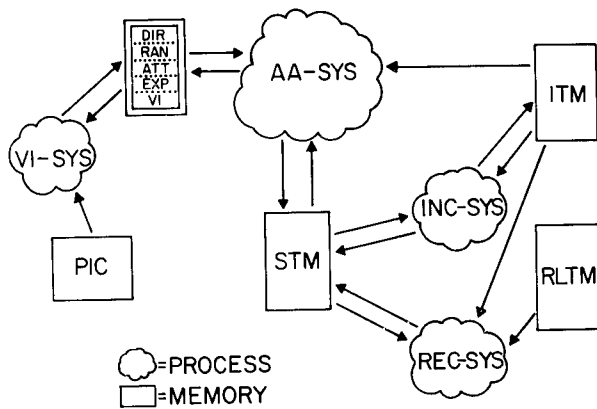 DIR
RAN
ATT
EXP
VI
AA-SYS
ITM
VI-SYS
INC-SYS
PIC
STM
RLTM
REC-SYS
=PROCESS
=MEMORY